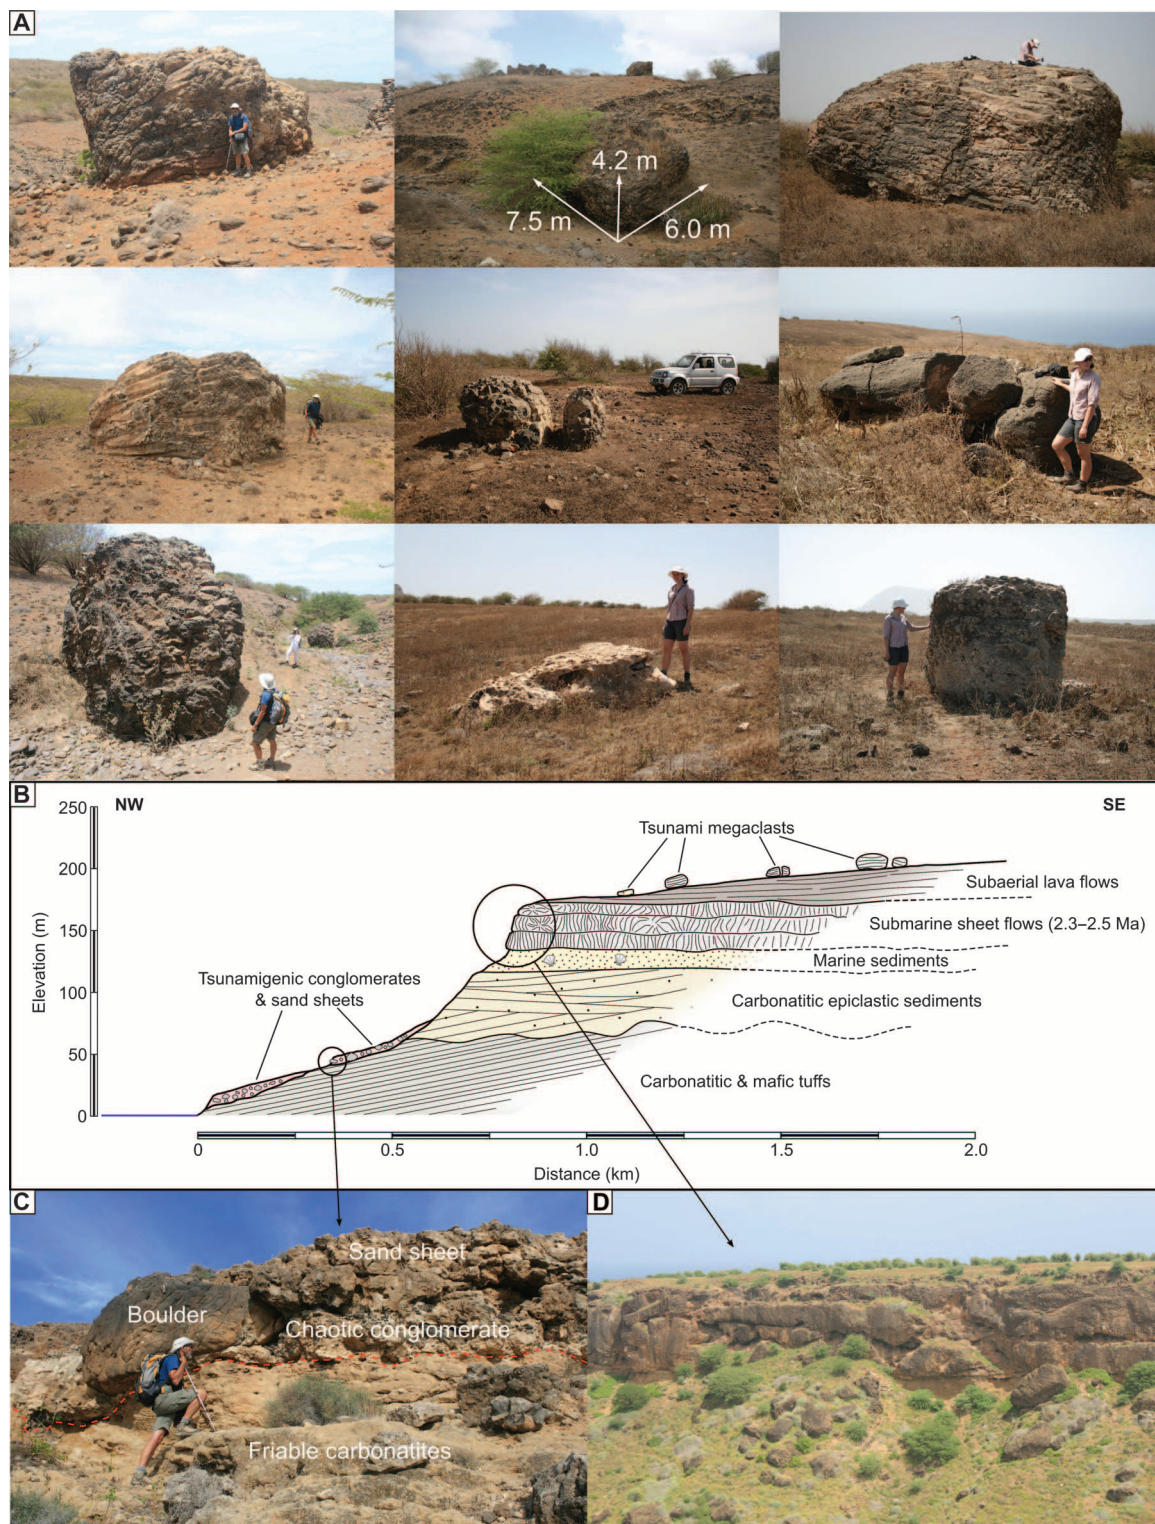 A
4.2 m
7.5 m
6.0 m
B
NW
SE
250
200
150
100
50
0
Elevation (m)
Tsunami megaclasts
Subaerial lava flows
Submarine sheet flows (2.3–2.5 Ma)
Marine sediments
Tsunamigenic conglomerates
& sand sheets
Carbonatitic epiclastic sediments
Carbonatitic & mafic tuffs
0 0.5 1.0 1.5 2.0
Distance (km)
C
Sand sheet
Boulder
Chaotic conglomerate
Friable carbonatites
D